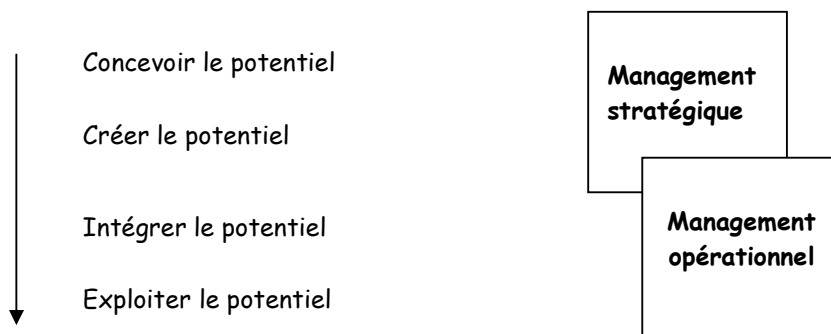 Concevoir le potentiel
Créer le potentiel
Intégrer le potentiel
Exploiter le potentiel
Management
stratégique
Management
opérationnel